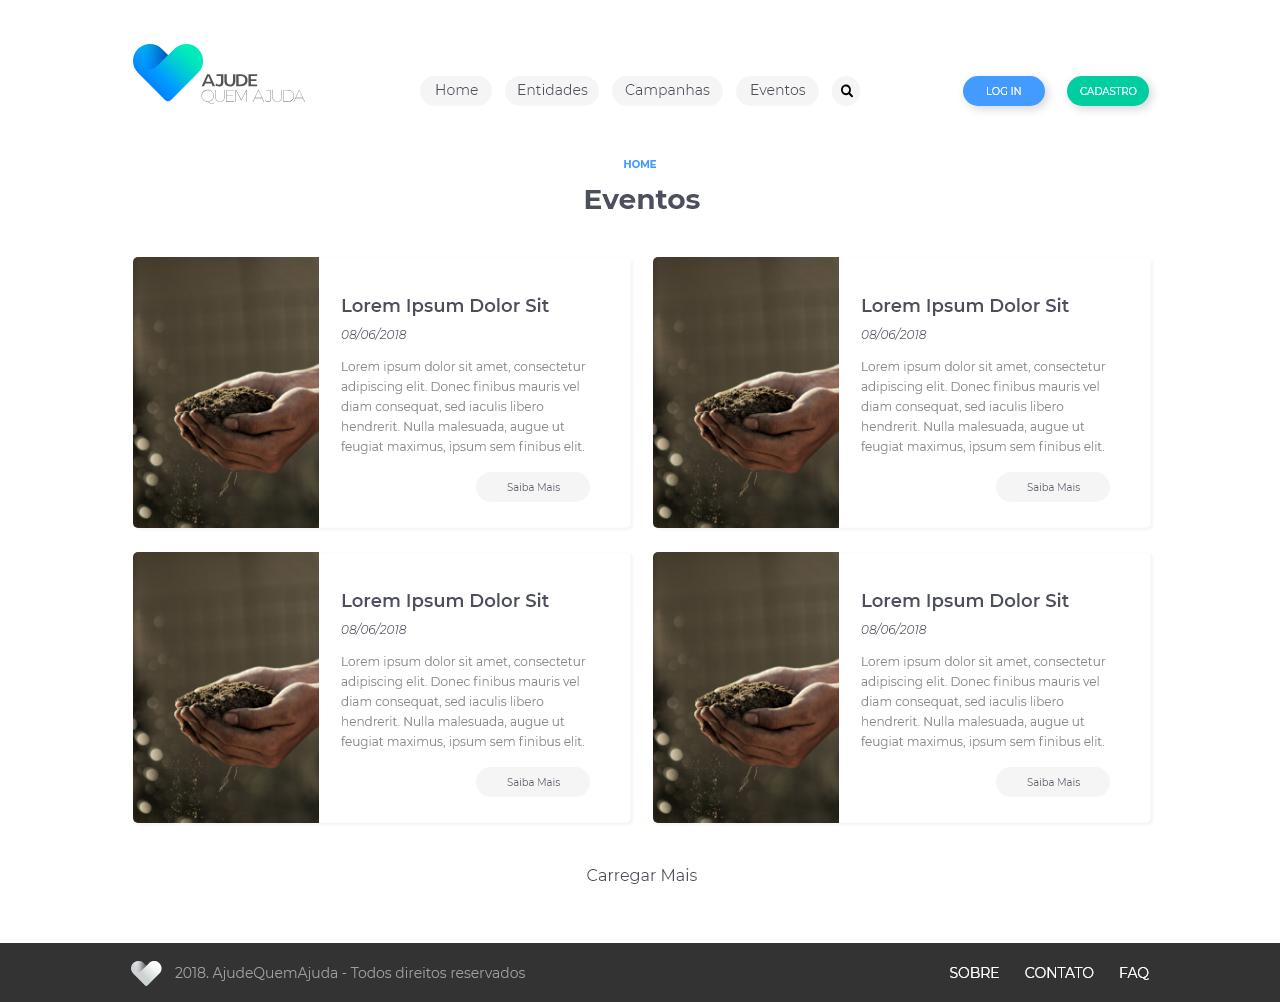 AJUDE
QUEM AJUDA
Home
Entidades
Campanhas
Eventos
LOG IN
CADASTRO
HOME
Eventos
Lorem Ipsum Dolor Sit
08/06/2018
Lorem ipsum dolor sit amet, consectetur
adipiscing elit. Donec finibus mauris vel
diam consequat, sed iaculis libero
hendrerit. Nulla malesuada, augue ut
feugiat maximus, ipsum sem finibus elit.
Saiba Mais
Lorem Ipsum Dolor Sit
08/06/2018
Lorem ipsum dolor sit amet, consectetur
adipiscing elit. Donec finibus mauris vel
diam consequat, sed iaculis libero
hendrerit. Nulla malesuada, augue ut
feugiat maximus, ipsum sem finibus elit.
Saiba Mais
Lorem Ipsum Dolor Sit
08/06/2018
Lorem ipsum dolor sit amet, consectetur
adipiscing elit. Donec finibus mauris vel
diam consequat, sed iaculis libero
hendrerit. Nulla malesuada, augue ut
feugiat maximus, ipsum sem finibus elit.
Saiba Mais
Lorem Ipsum Dolor Sit
08/06/2018
Lorem ipsum dolor sit amet, consectetur
adipiscing elit. Donec finibus mauris vel
diam consequat, sed iaculis libero
hendrerit. Nulla malesuada, augue ut
feugiat maximus, ipsum sem finibus elit.
Saiba Mais
Carregar Mais
2018. AjudeQuemAjuda - Todos direitos reservados
SOBRE
CONTATO
FAQ